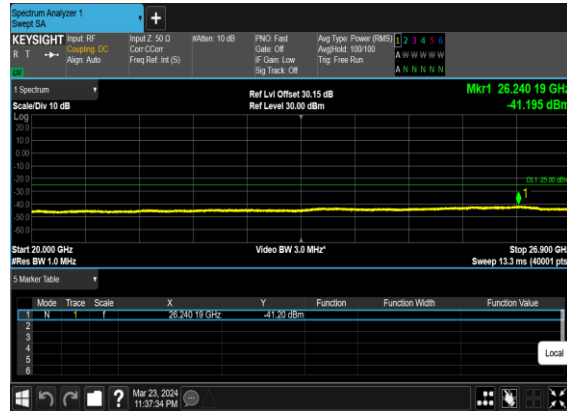 Spectrum Analyzer 1
Swept SA
+
KEYSIGHT Input: RF Input Z: 50 Ω #Atten: 10 dB PNO: Fast Avg Type: Power (RMS) 1 2 3 4 5 6
R T Coupling: DC Corr CCorr Gate: Off Avg|Hold: 100/100 A W W W W W
Align: Auto Freq Ref: Int (S) IF Gain: Low Trig: Free Run
Sig Track: Off A N N N N N
1 Spectrum Ref Lvl Offset 30.15 dB Mkr1 26.240 19 GHz
Scale/Div 10 dB Ref Level 30.00 dBm -41.195 dBm
Log
20.0
10.0
0.00
-10.0
-20.0
DL1 -25.00 dBm
-30.0
1
-40.0
-50.0
-60.0
Start 20.000 GHz Video BW 3.0 MHz* Stop 26.900 GHz
#Res BW 1.0 MHz Sweep 13.3 ms (40001 pts
5 Marker Table
Mode Trace Scale X Y Function Function Width Function Value
1 N 1 f 26.240 19 GHz -41.20 dBm
2
3
4
5
6
Local
? Mar 23, 2024
11:37:34 PM